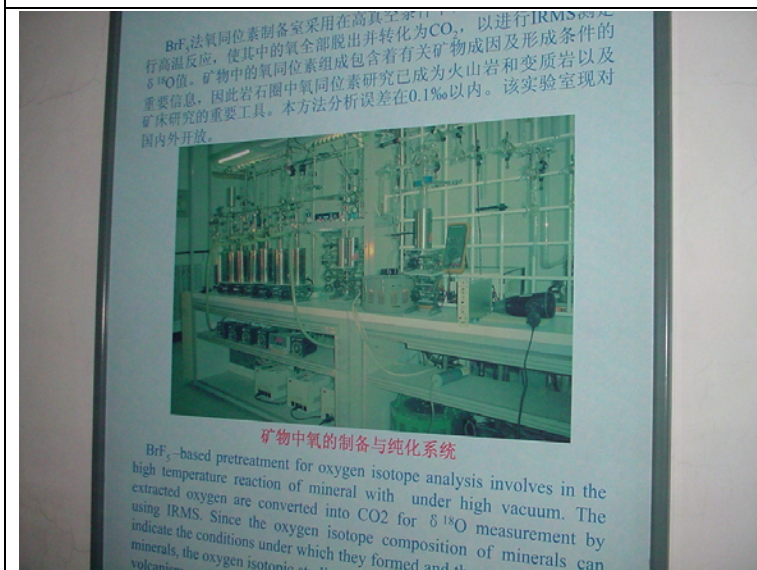 BrF₅法氧同位素制备室采用在高真空条件
行高温反应，使其中的氧全部脱出并转化为CO₂，以进行IRMS测定
δ¹⁸O值。矿物中的氧同位素组成包含着有关矿物成因及形成条件的
重要信息，因此岩石圈中氧同位素研究已成为火山岩和变质岩以及
矿床研究的重要工具。本方法分析误差在0.1‰以内。该实验室现对
国内外开放。
矿物中氧的制备与纯化系统
BrF₅–based pretreatment for oxygen isotope analysis involves in the
high temperature reaction of mineral with under high vacuum. The
extracted oxygen are converted into CO2 for δ¹⁸O measurement by
using IRMS. Since the oxygen isotope composition of minerals can
indicate the conditions under which they formed and
minerals, the oxygen isotopic